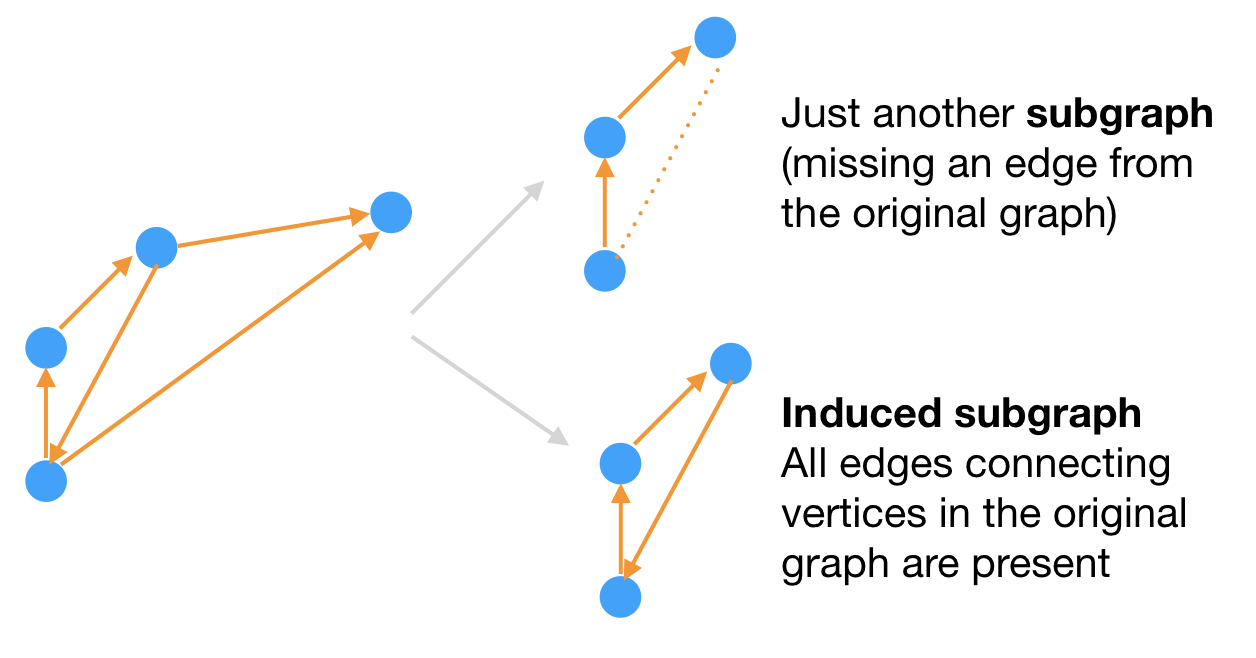 Just another subgraph
(missing an edge from
the original graph)
Induced subgraph
All edges connecting
vertices in the original
graph are present